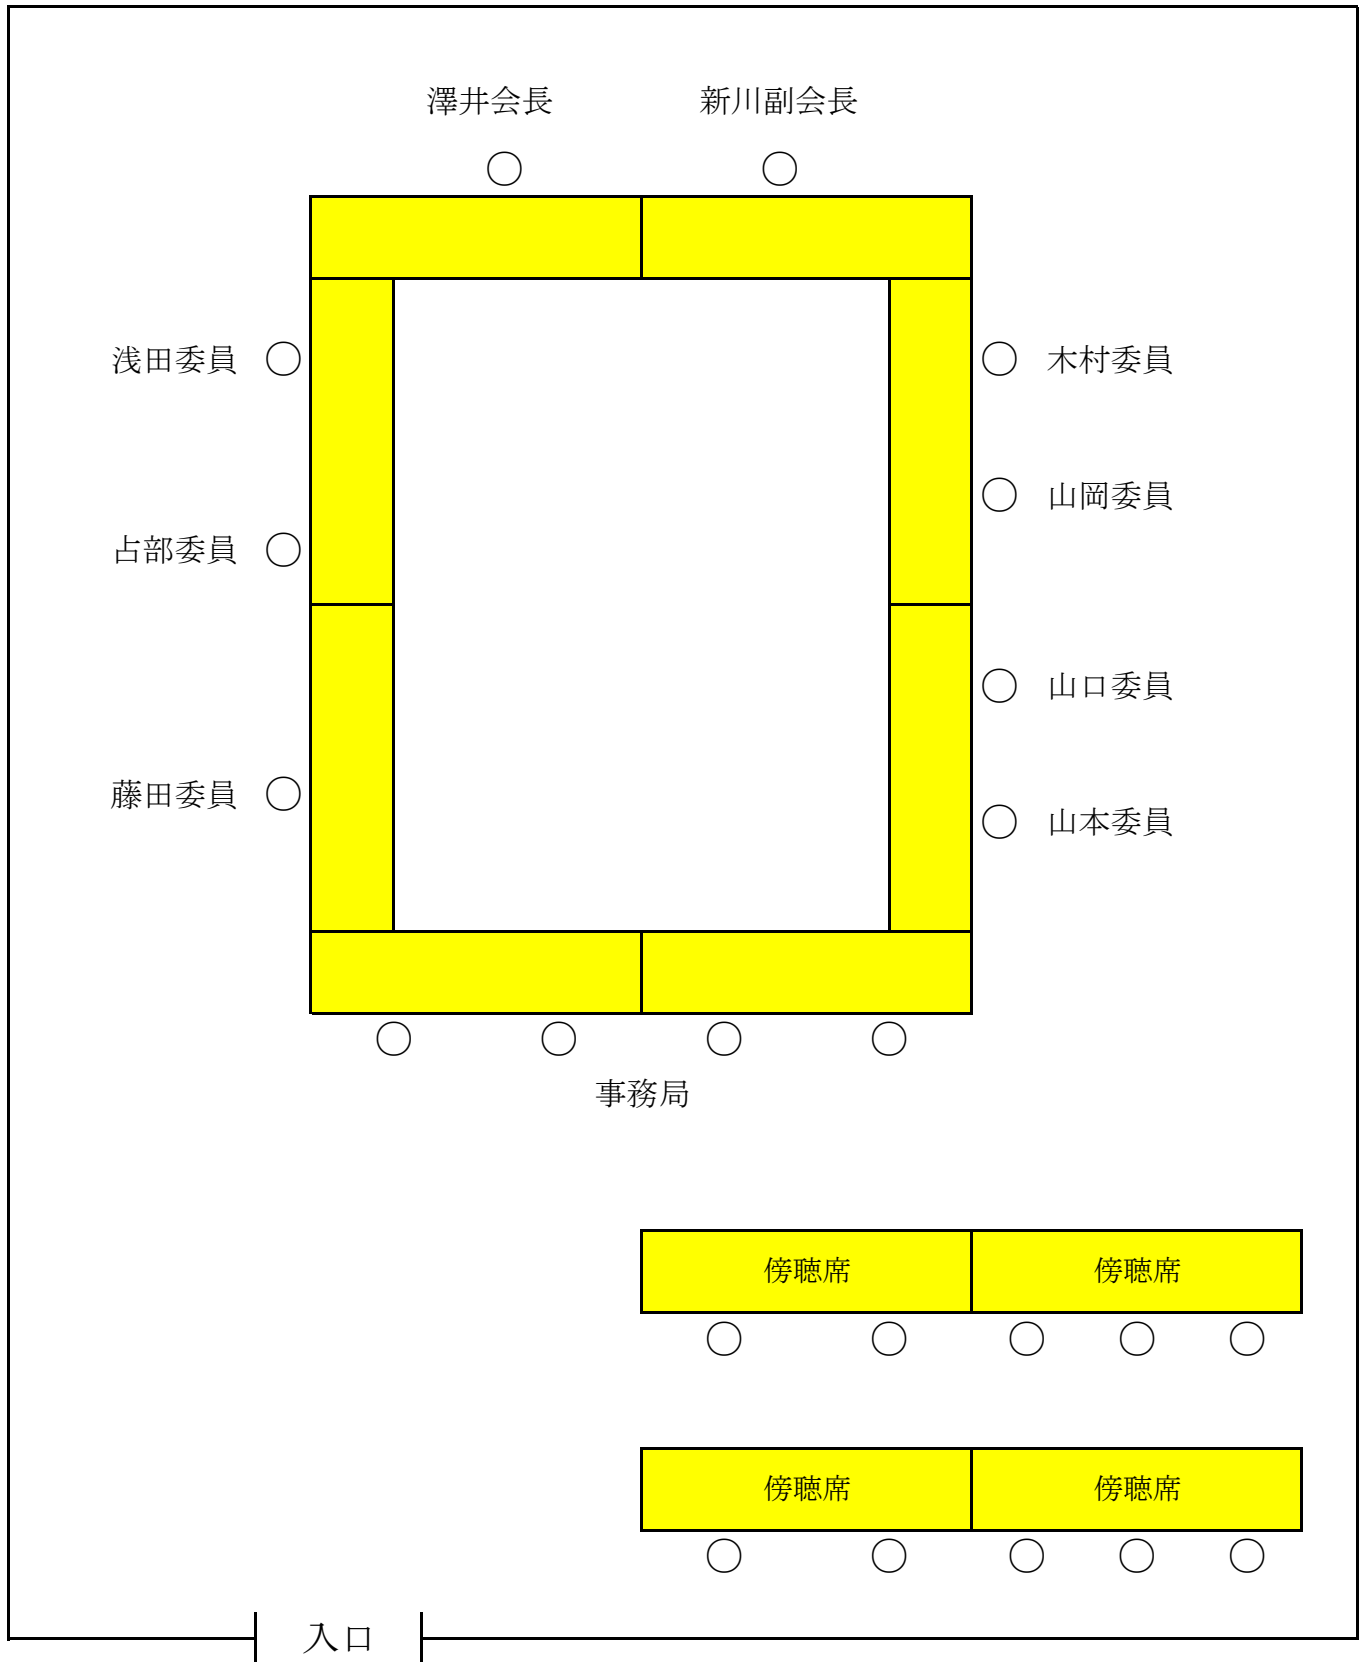 澤井会長　新川副会長
浅田委員　木村委員
山岡委員
占部委員
山口委員
藤田委員
山本委員
事務局
傍聴席　傍聴席
傍聴席　傍聴席
入口